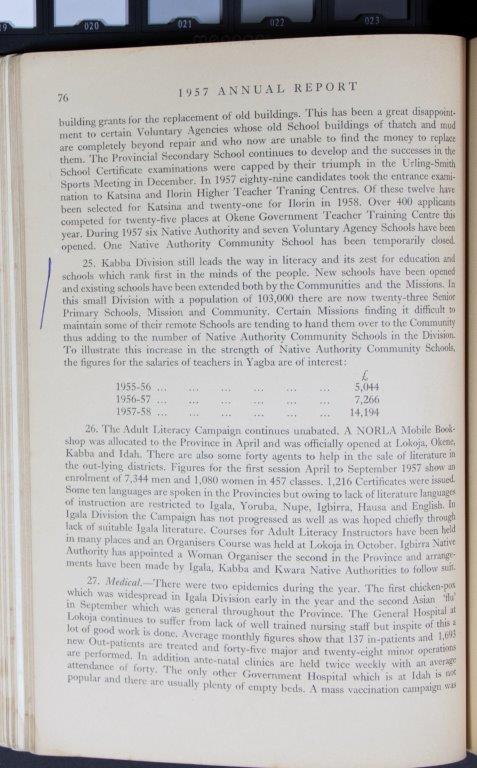 19
020
021
022
023
76
1957 ANNUAL REPORT
building grants for the replacement of old buildings. This has been a great disappoint-
ment to certain Voluntary Agencies whose old School buildings of thatch and mud
are completely beyond repair and who now are unable to find the money to replace
them. The Provincial Secondary School continues to develop and the successes in the
School Certificate examinations were capped by their triumph in the Urling-Smith
Sports Meeting in December. In 1957 eighty-nine candidates took the entrance exami-
nation to Katsina and Ilorin Higher Teacher Traning Centres. Of these twelve have
been selected for Katsina and twenty-one for Ilorin in 1958. Over 400 applicants
competed for twenty-five places at Okene Government Teacher Training Centre this
year. During 1957 six Native Authority and seven Voluntary Agency Schools have been
opened. One Native Authority Community School has been temporarily closed.
25. Kabba Division still leads the way in literacy and its zest for education and
schools which rank first in the minds of the people. New schools have been opened
and existing schools have been extended both by the Communities and the Missions. In
this small Division with a population of 103,000 there are now twenty-three Senior
Primary Schools, Mission and Community. Certain Missions finding it difficult to
maintain some of their remote Schools are tending to hand them over to the Community
thus adding to the number of Native Authority Community Schools in the Division.
To illustrate this increase in the strength of Native Authority Community Schools,
the figures for the salaries of teachers in Yagba are of interest:
£
1955-56 ... ... ... ... ... ... 5,044
1956-57 ... ... ... ... ... ... 7,266
1957-58 ... ... ... ... ... ... 14,194
26. The Adult Literacy Campaign continues unabated. A NORLA Mobile Book-
shop was allocated to the Province in April and was officially opened at Lokoja, Okene,
Kabba and Idah. There are also some forty agents to help in the sale of literature in
the out-lying districts. Figures for the first session April to September 1957 show an
enrolment of 7,344 men and 1,080 women in 457 classes. 1,216 Certificates were issued.
Some ten languages are spoken in the Provincies but owing to lack of literature languages
of instruction are restricted to Igala, Yoruba, Nupe, Igbirra, Hausa and English. In
Igala Division the Campaign has not progressed as well as was hoped chiefly through
lack of suitable Igala literature. Courses for Adult Literacy Instructors have been held
in many places and an Organisers Course was held at Lokoja in October. Igbirra Native
Authority has appointed a Woman Organiser the second in the Province and arrange-
ments have been made by Igala, Kabba and Kwara Native Authorities to follow suit.
27. Medical.—There were two epidemics during the year. The first chicken-pox
which was widespread in Igala Division early in the year and the second Asian 'flu'
in September which was general throughout the Province. The General Hospital at
Lokoja continues to suffer from lack of well trained nursing staff but inspite of this a
lot of good work is done. Average monthly figures show that 137 in-patients and 1,693
new Out-patients are treated and forty-five major and twenty-eight minor operations
are performed. In addition ante-natal clinics are held twice weekly with an average
attendance of forty. The only other Government Hospital which is at Idah is not
popular and there are usually plenty of empty beds. A mass vaccination campaign was